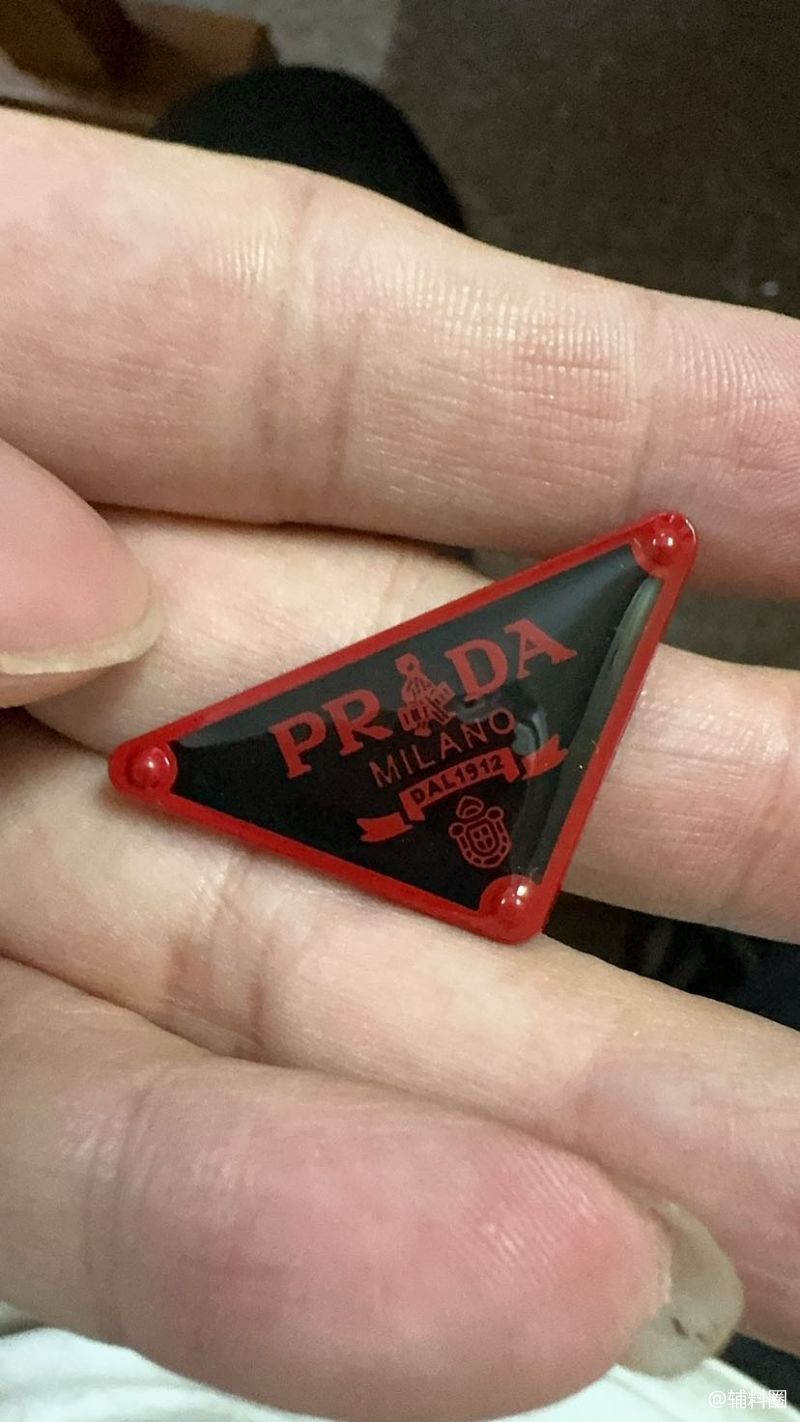 PRADA
MILANO
DAL 1912
@辅料圈